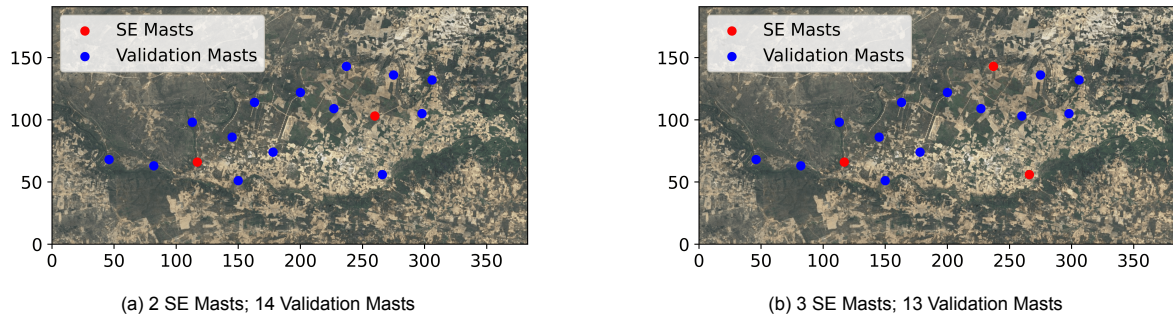 SE Masts
Validation Masts
150
100
50
0
0 50 100 150 200 250 300 350
(a) 2 SE Masts; 14 Validation Masts
SE Masts
Validation Masts
150
100
50
0
0 50 100 150 200 250 300 350
(b) 3 SE Masts; 13 Validation Masts